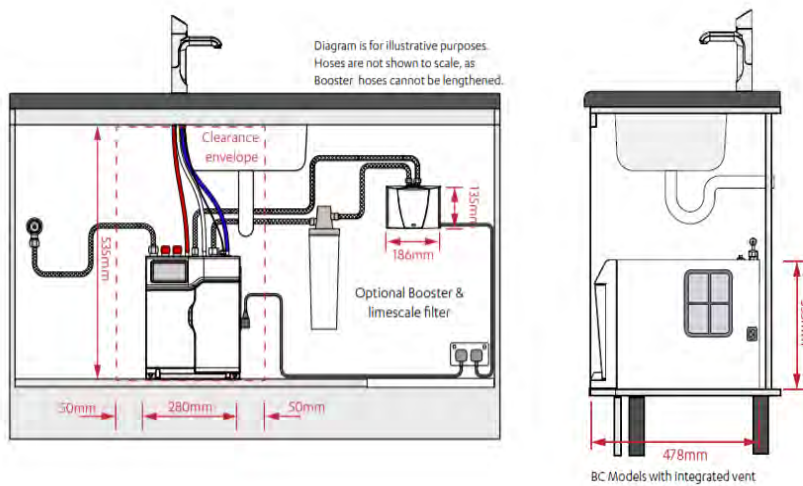 Diagram is for illustrative purposes.
Hoses are not shown to scale, as
Booster hoses cannot be lengthened.
Clearance
envelope
535mm
135mm
186mm
Optional Booster &
limescale filter
50mm
280mm
50mm
478mm
BC Models with integrated vent